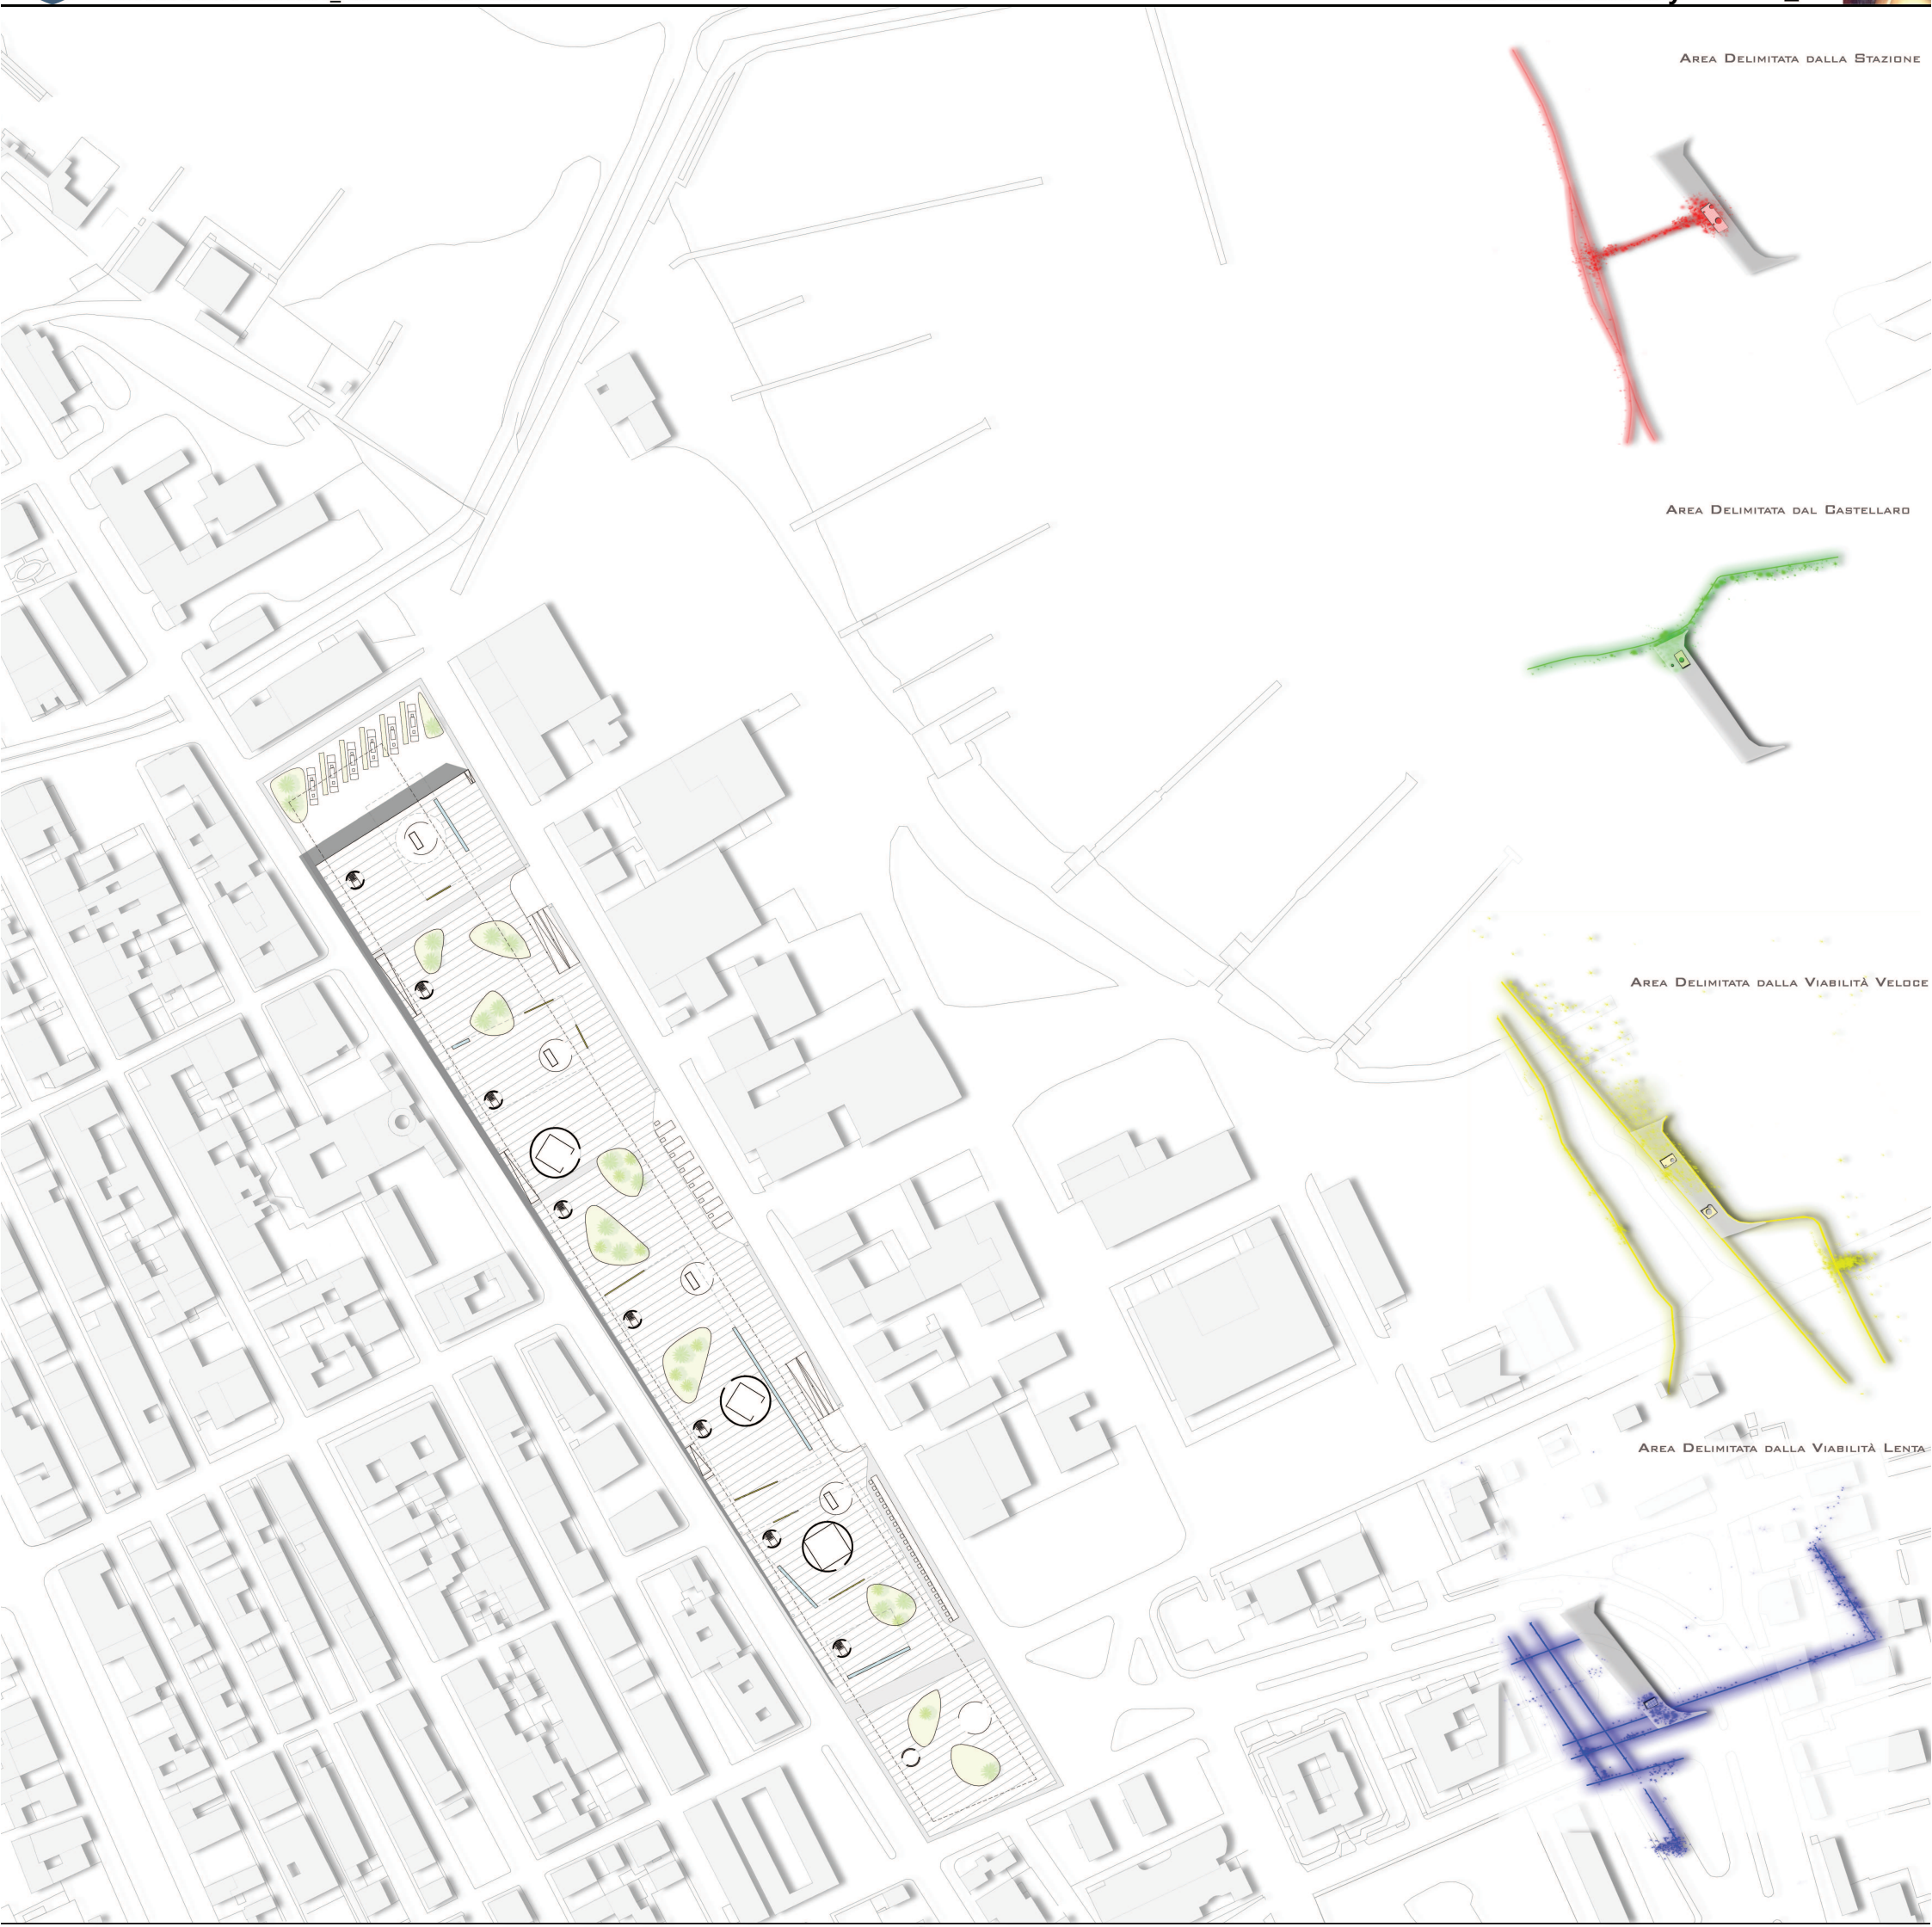 Area Delimitata dalla Stazione
Area Delimitata dal Castellaro
Area Delimitata dalla Viabilità Veloce
Area Delimitata dalla Viabilità Lenta